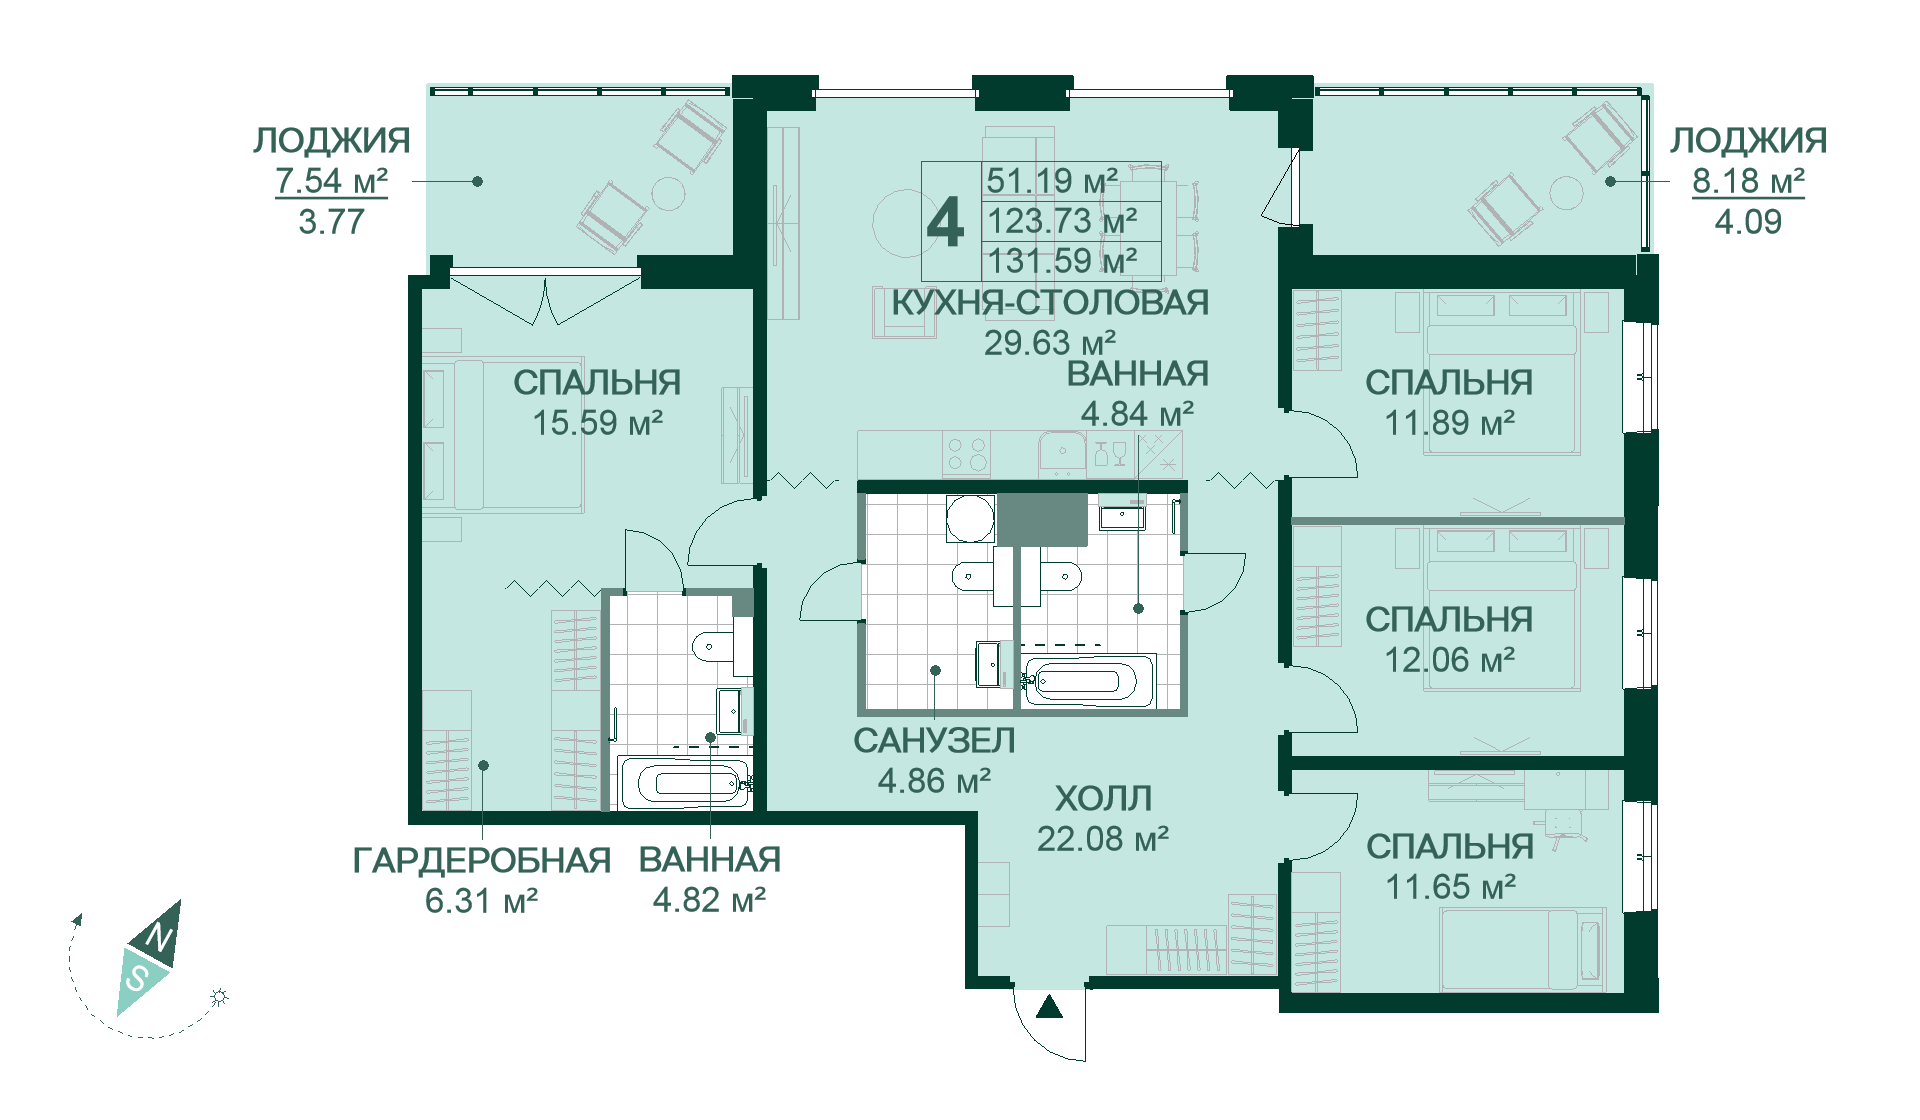 ЛОДЖИЯ
7.54 м²
3.77
4
51.19 м²
123.73 м²
131.59 м²
КУХНЯ-СТОЛОВАЯ
29.63 м²
ВАННАЯ
4.84 м²
ЛОДЖИЯ
8.18 м²
4.09
СПАЛЬНЯ
15.59 м²
СПАЛЬНЯ
11.89 м²
СПАЛЬНЯ
12.06 м²
САНУЗЕЛ
4.86 м²
ХОЛЛ
22.08 м²
СПАЛЬНЯ
11.65 м²
ГАРДЕРОБНАЯ
6.31 м²
ВАННАЯ
4.82 м²
N
S